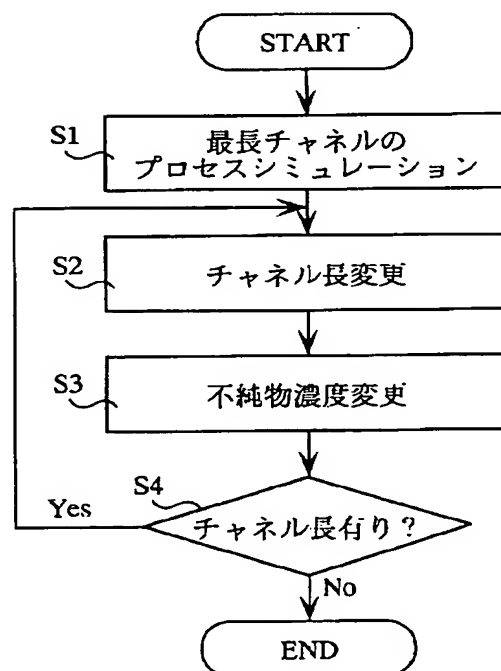 START
S1
最長チャネルの
プロセスシミュレーション
S2
チャネル長変更
S3
不純物濃度変更
S4
Yes
チャネル長有り?
No
END